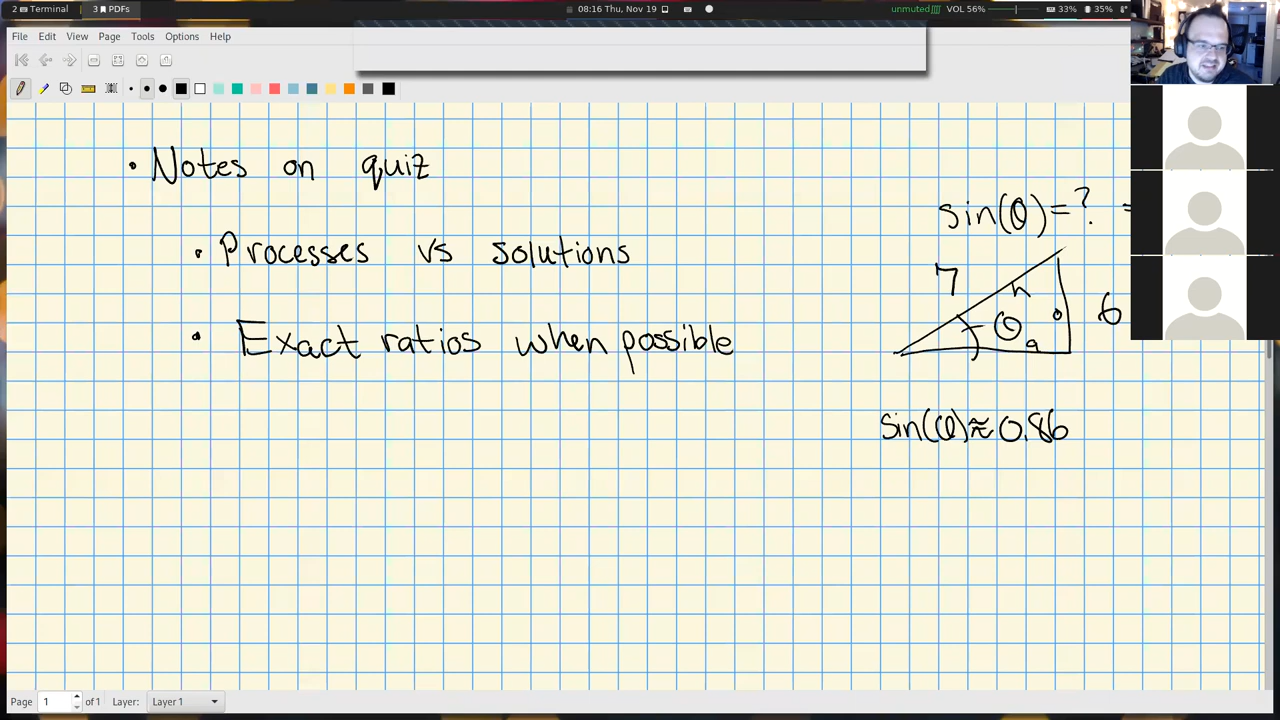 2 Terminal 3 PDFs 08:16 Thu, Nov 19 unmuted VOL 56% 33% 35%
File Edit View Page Tools Options Help
• Notes on quiz
• Processes vs solutions
• Exact ratios when possible
sin(θ)=? =
7
h
θ
o
a
6
sin(θ)≈0.86
Page 1 of 1 Layer: Layer 1